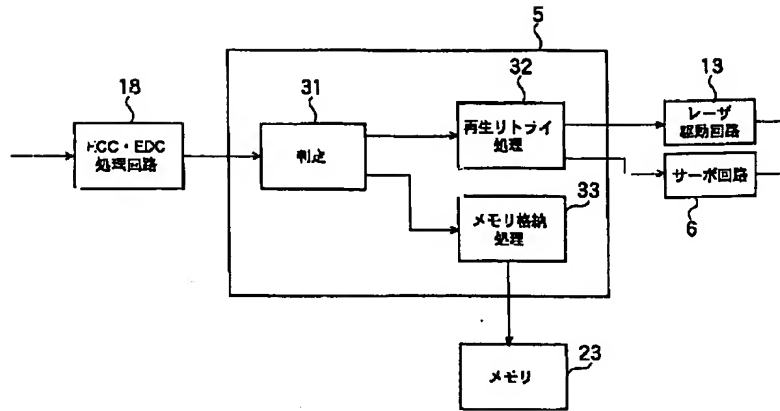 5
18
ECC・EDC
処理回路
31
判定
32
再生リトライ
処理
13
レーザ
駆動回路
サーボ回路
6
33
メモリ格納
処理
メモリ
23